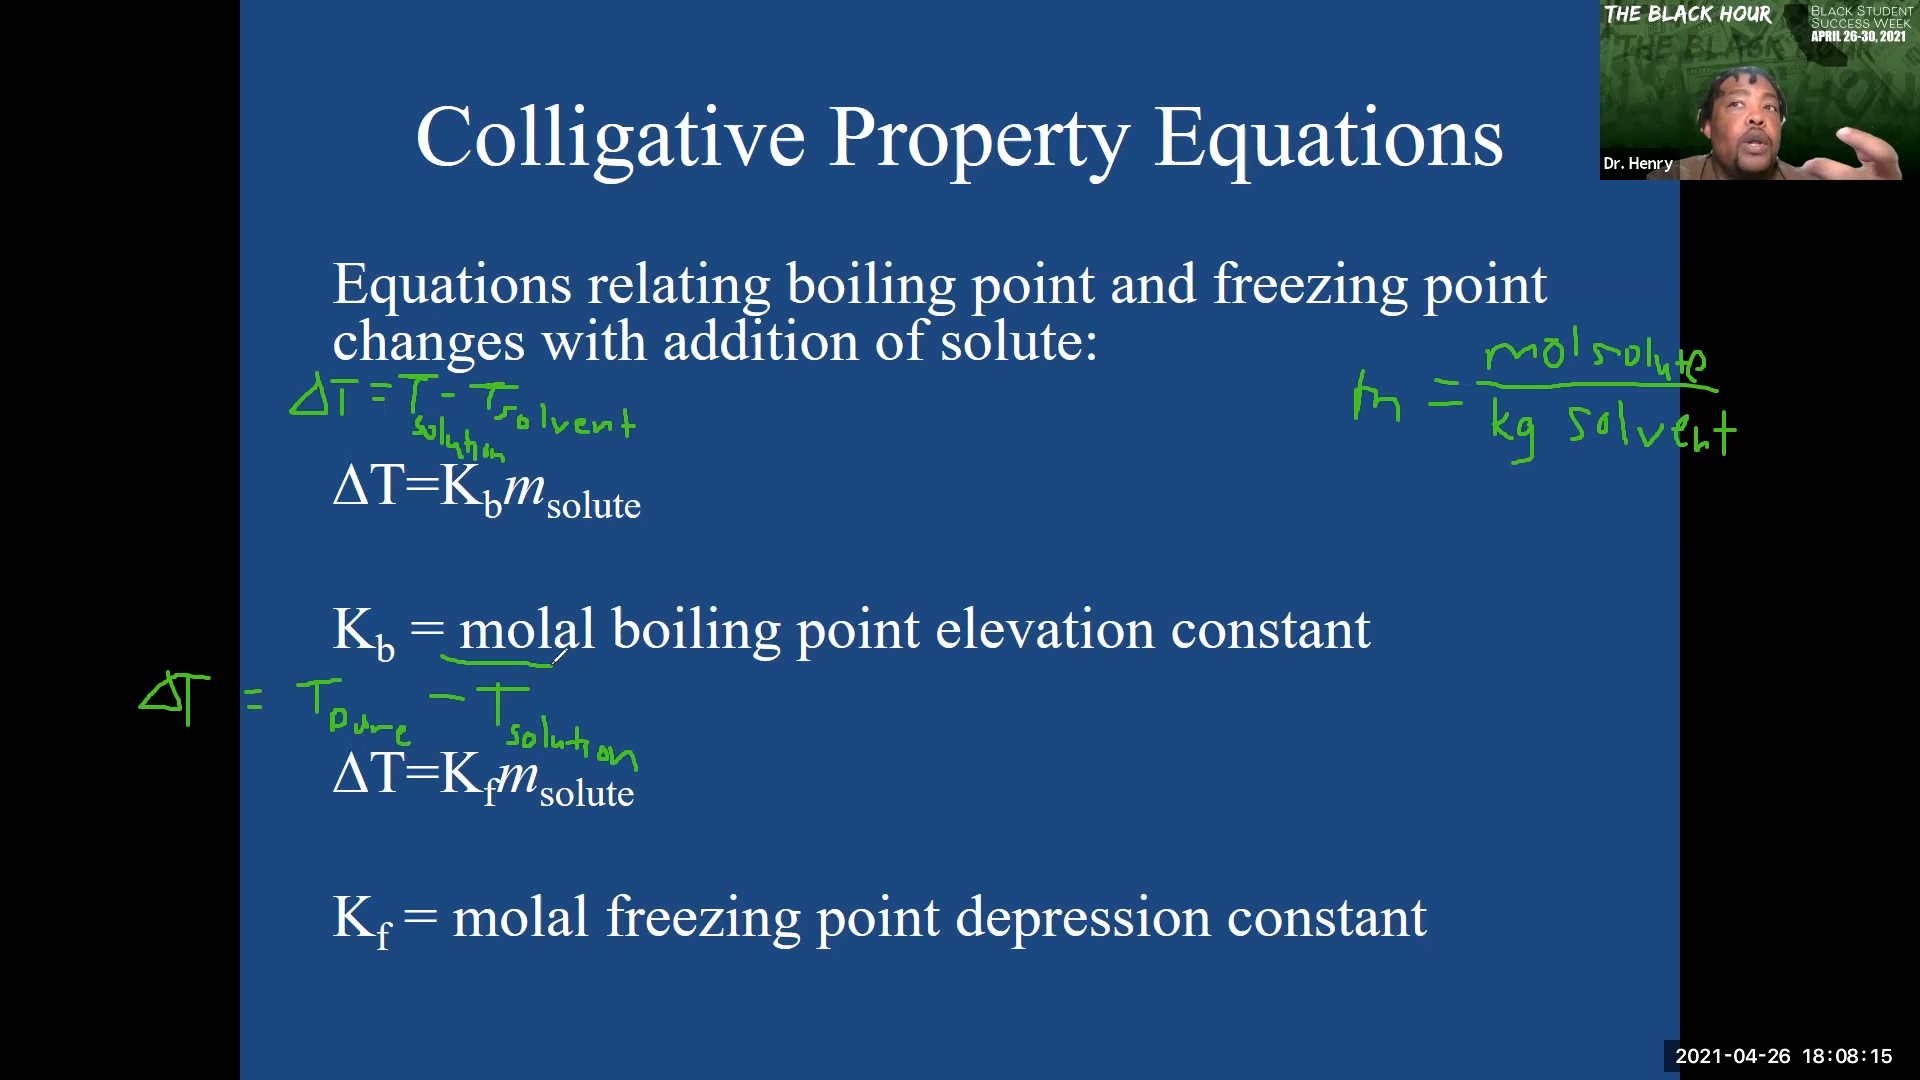 THE BLACK HOUR
BLACK STUDENT
SUCCESS WEEK
APRIL 26-30, 2021
Dr. Henry
Colligative Property Equations
Equations relating boiling point and freezing point
changes with addition of solute:
m = mol solute / kg solvent
ΔT = T solution - T solvent
ΔT=Kbmsolute
Kb = molal boiling point elevation constant
ΔT = T pure - T solution
ΔT=Kfmsolute
Kf = molal freezing point depression constant
2021-04-26 18:08:15